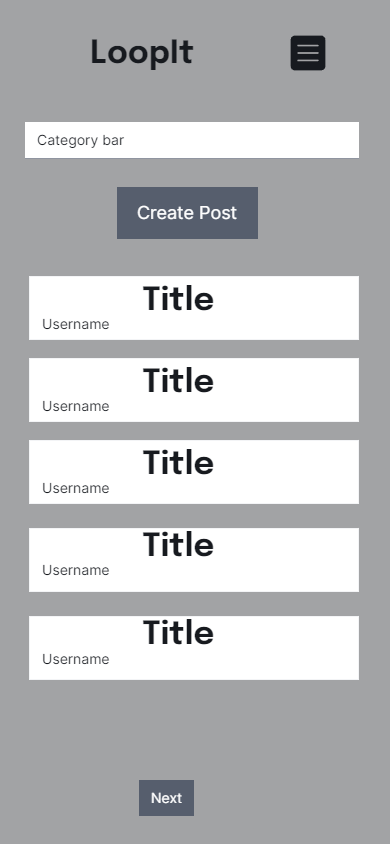 LoopIt
Category bar
Create Post
Title
Username
Title
Username
Title
Username
Title
Username
Title
Username
Next